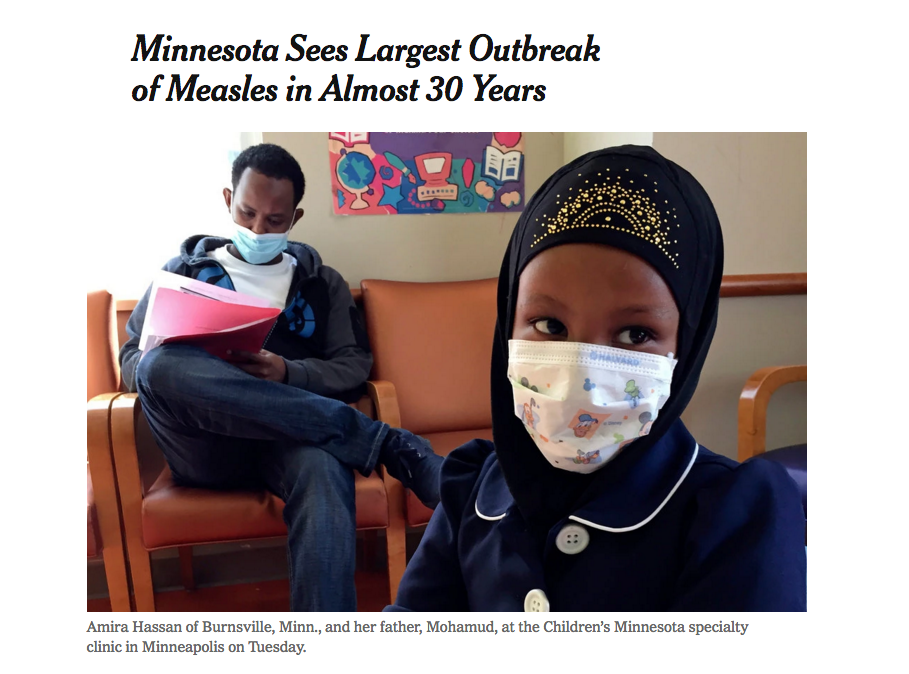 Minnesota Sees Largest Outbreak
of Measles in Almost 30 Years
Amira Hassan of Burnsville, Minn., and her father, Mohamud, at the Children’s Minnesota specialty
clinic in Minneapolis on Tuesday.